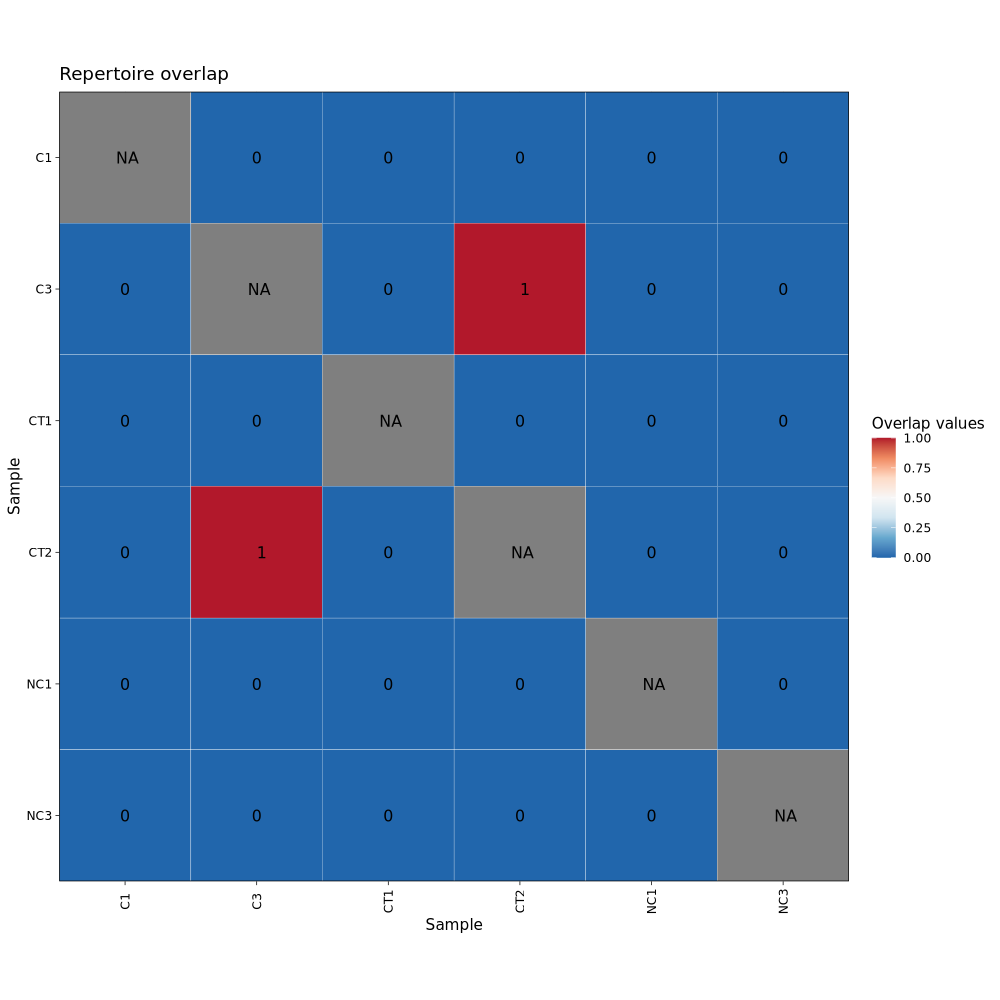 Repertoire overlap
C1 NA 0 0 0 0 0
C3 0 NA 0 1 0 0
CT1 0 0 NA 0 0 0
Sample
CT2 0 1 0 NA 0 0
NC1 0 0 0 0 NA 0
NC3 0 0 0 0 0 NA
C1 C3 CT1 CT2 NC1 NC3
Sample
Overlap values
1.00
0.75
0.50
0.25
0.00